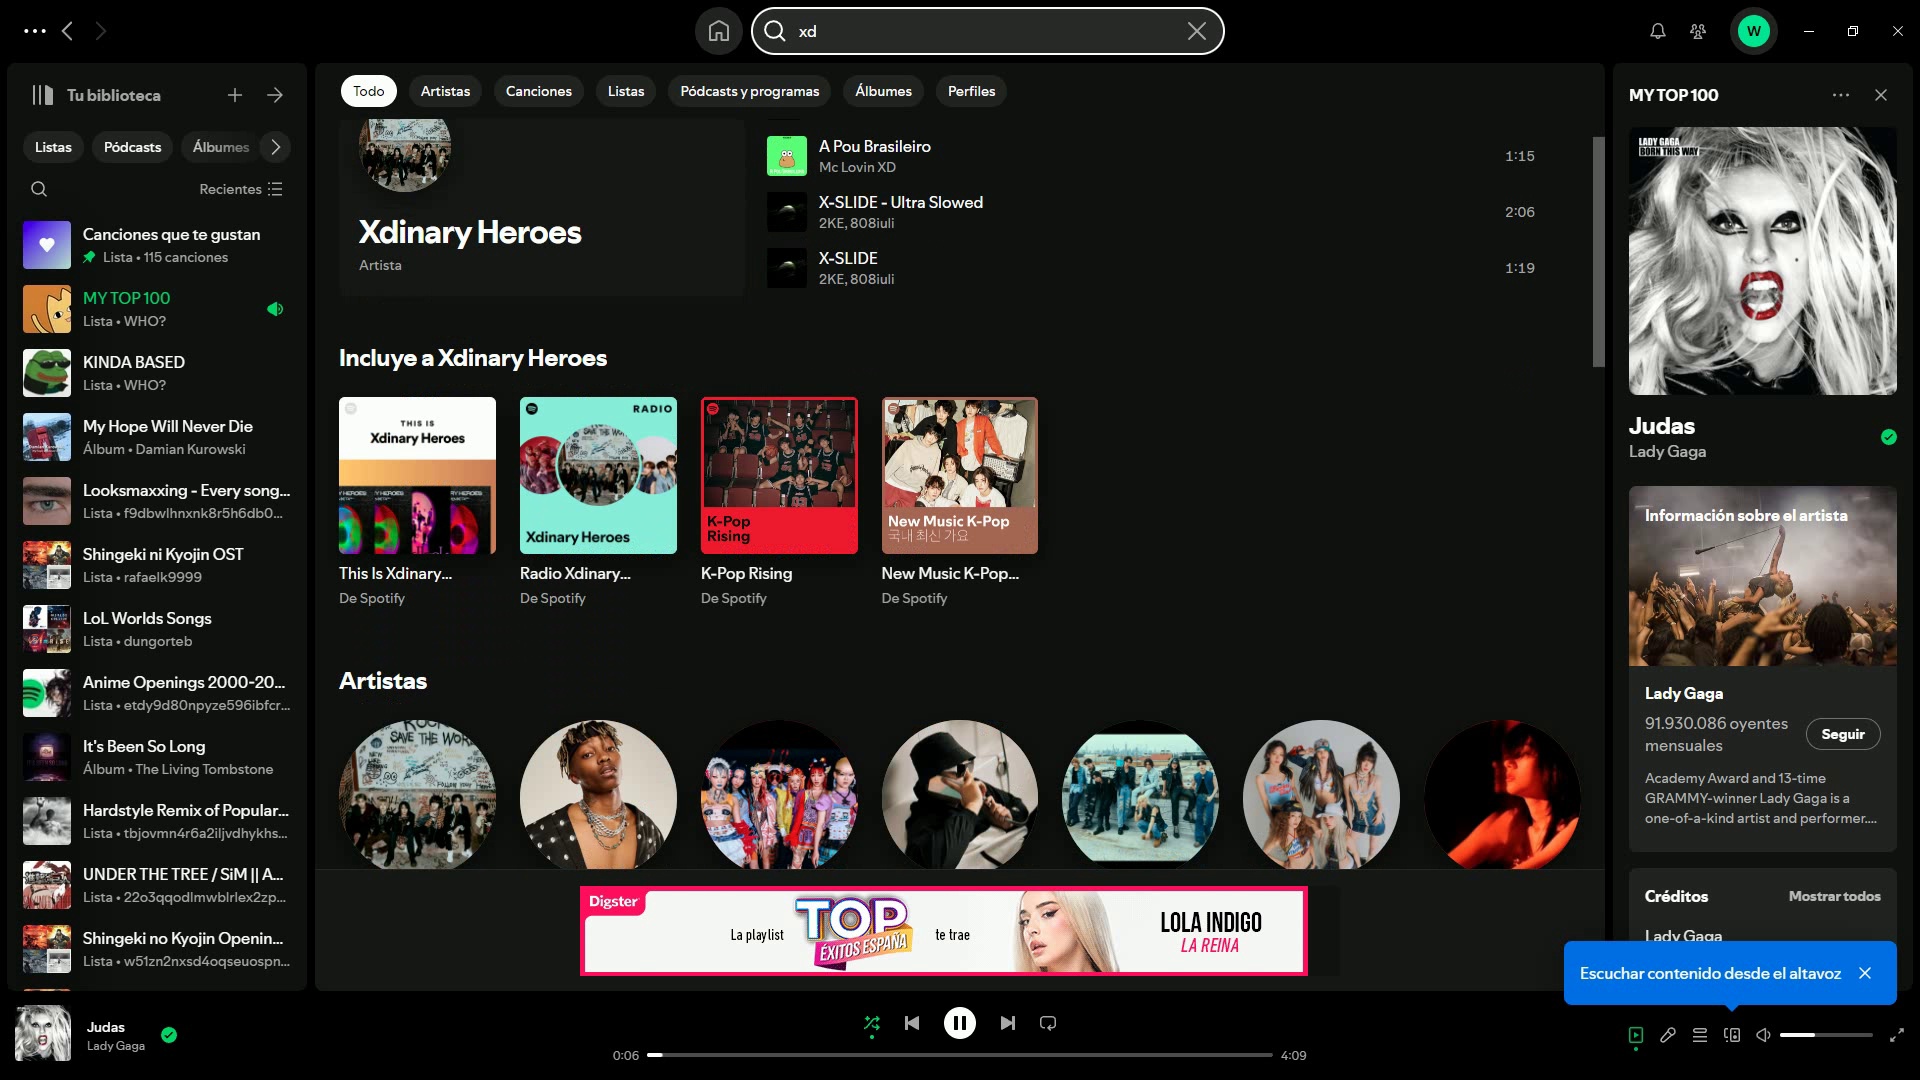 xd
W
Tu biblioteca
Listas
Pódcasts
Álbumes
Recientes
Canciones que te gustan
Lista • 115 canciones
MY TOP 100
Lista • WHO?
KINDA BASED
Lista • WHO?
My Hope Will Never Die
Álbum • Damian Kurowski
Looksmaxxing - Every song...
Lista • f9dbwlhnxnk8r5h6db0...
Shingeki ni Kyojin OST
Lista • rafaelk9999
LoL Worlds Songs
Lista • dungorteb
Anime Openings 2000-20...
Lista • etdy9d80npyze596ibfcr...
It's Been So Long
Álbum • The Living Tombstone
Hardstyle Remix of Popular...
Lista • tbjovmn4r6a2iljvdhykhs...
UNDER THE TREE / SiM || A...
Lista • 22o3qqodlmwblrlex2zp...
Shingeki no Kyojin Openin...
Lista • w51zn2nxsd4oqseuospn...
Todo
Artistas
Canciones
Listas
Pódcasts y programas
Álbumes
Perfiles
Xdinary Heroes
Artista
A Pou Brasileiro
Mc Lovin XD
1:15
X-SLIDE - Ultra Slowed
2KE, 808iuli
2:06
X-SLIDE
2KE, 808iuli
1:19
Incluye a Xdinary Heroes
THIS IS
Xdinary Heroes
This Is Xdinary...
De Spotify
RADIO
Xdinary Heroes
Radio Xdinary...
De Spotify
K-Pop
Rising
K-Pop Rising
De Spotify
New Music K-Pop
국내 최신 가요
New Music K-Pop...
De Spotify
Artistas
SAVE THE WOR
Digster
La playlist
TOP
ÉXITOS ESPAÑA
te trae
LOLA INDIGO
LA REINA
MY TOP 100
LADY GAGA
BORN THIS WAY
Judas
Lady Gaga
Información sobre el artista
Lady Gaga
91.930.086 oyentes
mensuales
Seguir
Academy Award and 13-time
GRAMMY-winner Lady Gaga is a
one-of-a-kind artist and performer....
Créditos
Mostrar todos
Lady Gaga
Escuchar contenido desde el altavoz
Judas
Lady Gaga
0:06
4:09